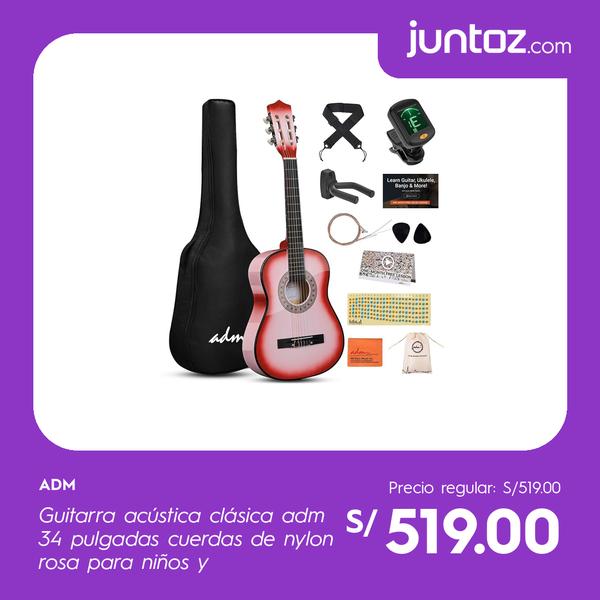 juntoz.com
Learn Guitar, Ukulele,
Banjo & More!
adm
ADM
Precio regular: S/519.00
Guitarra acústica clásica adm
34 pulgadas cuerdas de nylon
rosa para niños y
S/ 519.00